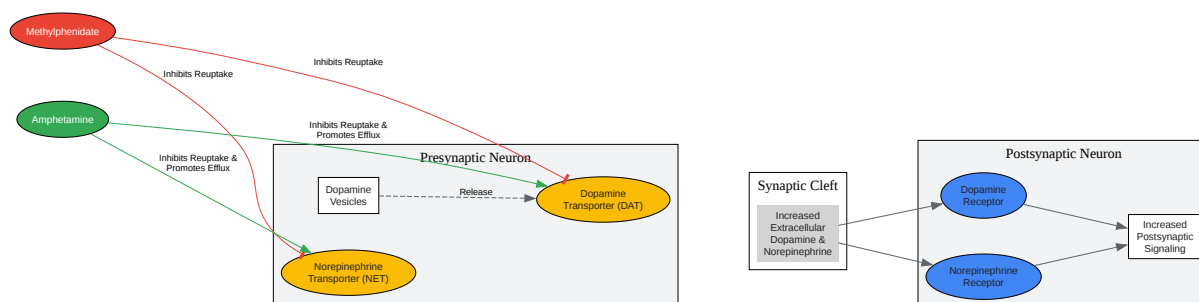 Methylphenidate
Inhibits Reuptake
Inhibits Reuptake
Amphetamine
Inhibits Reuptake &
Promotes Efflux
Inhibits Reuptake &
Promotes Efflux
Presynaptic Neuron
Dopamine
Vesicles
Release
Dopamine
Transporter (DAT)
Norepinephrine
Transporter (NET)
Synaptic Cleft
Increased
Extracellular
Dopamine &
Norepinephrine
Postsynaptic Neuron
Dopamine
Receptor
Norepinephrine
Receptor
Increased
Postsynaptic
Signaling